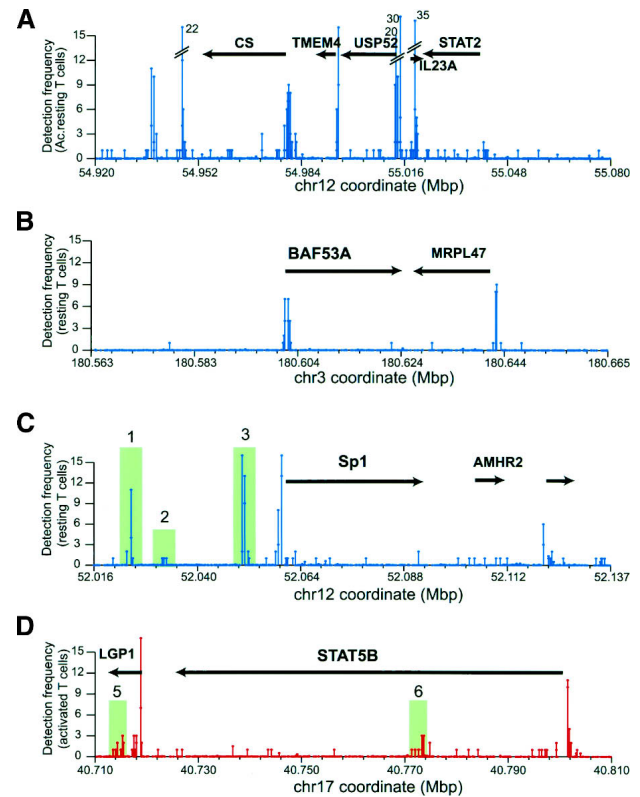 A
22
30
20
35
CS
TMEM4
USP52
STAT2
IL23A
Detection frequency
(Ac.resting T cells)
15
12
9
6
3
0
54.920
54.952
54.984
55.016
55.048
55.080
chr12 coordinate (Mbp)
B
BAF53A
MRPL47
Detection frequency
(resting T cells)
15
12
9
6
3
0
180.563
180.583
180.604
180.624
180.644
180.665
chr3 coordinate (Mbp)
C
1
2
3
Sp1
AMHR2
Detection frequency
(resting T cells)
15
12
9
6
3
0
52.016
52.040
52.064
52.088
52.112
52.137
chr12 coordinate (Mbp)
D
LGP1
STAT5B
5
6
Detection frequency
(activated T cells)
15
12
9
6
3
0
40.710
40.730
40.750
40.770
40.790
40.810
chr17 coordinate (Mbp)